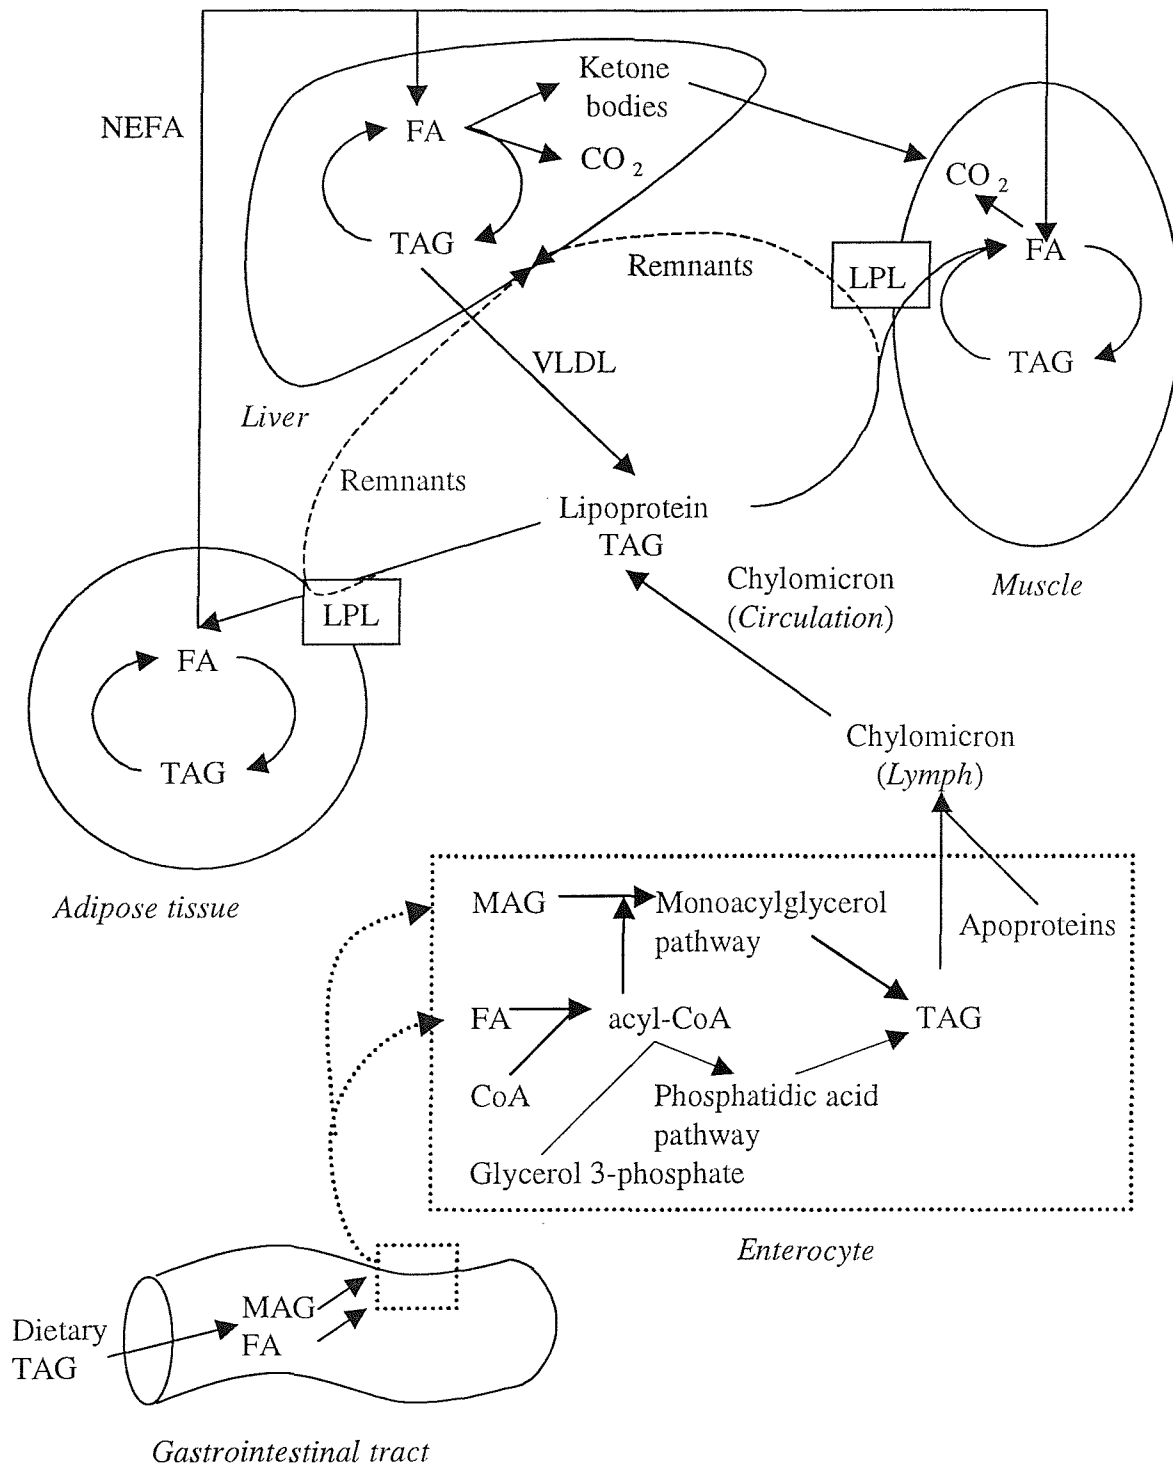 Ketone
bodies
NEFA
FA
CO 2
CO 2
TAG
Remnants
LPL
FA
VLDL
TAG
Liver
Remnants
Lipoprotein
TAG
Chylomicron
(Circulation)
Muscle
LPL
FA
TAG
Chylomicron
(Lymph)
Adipose tissue
MAG
Monoacylglycerol
pathway
Apoproteins
FA
acyl-CoA
TAG
CoA
Phosphatidic acid
pathway
Glycerol 3-phosphate
Enterocyte
MAG
FA
Dietary
TAG
Gastrointestinal tract